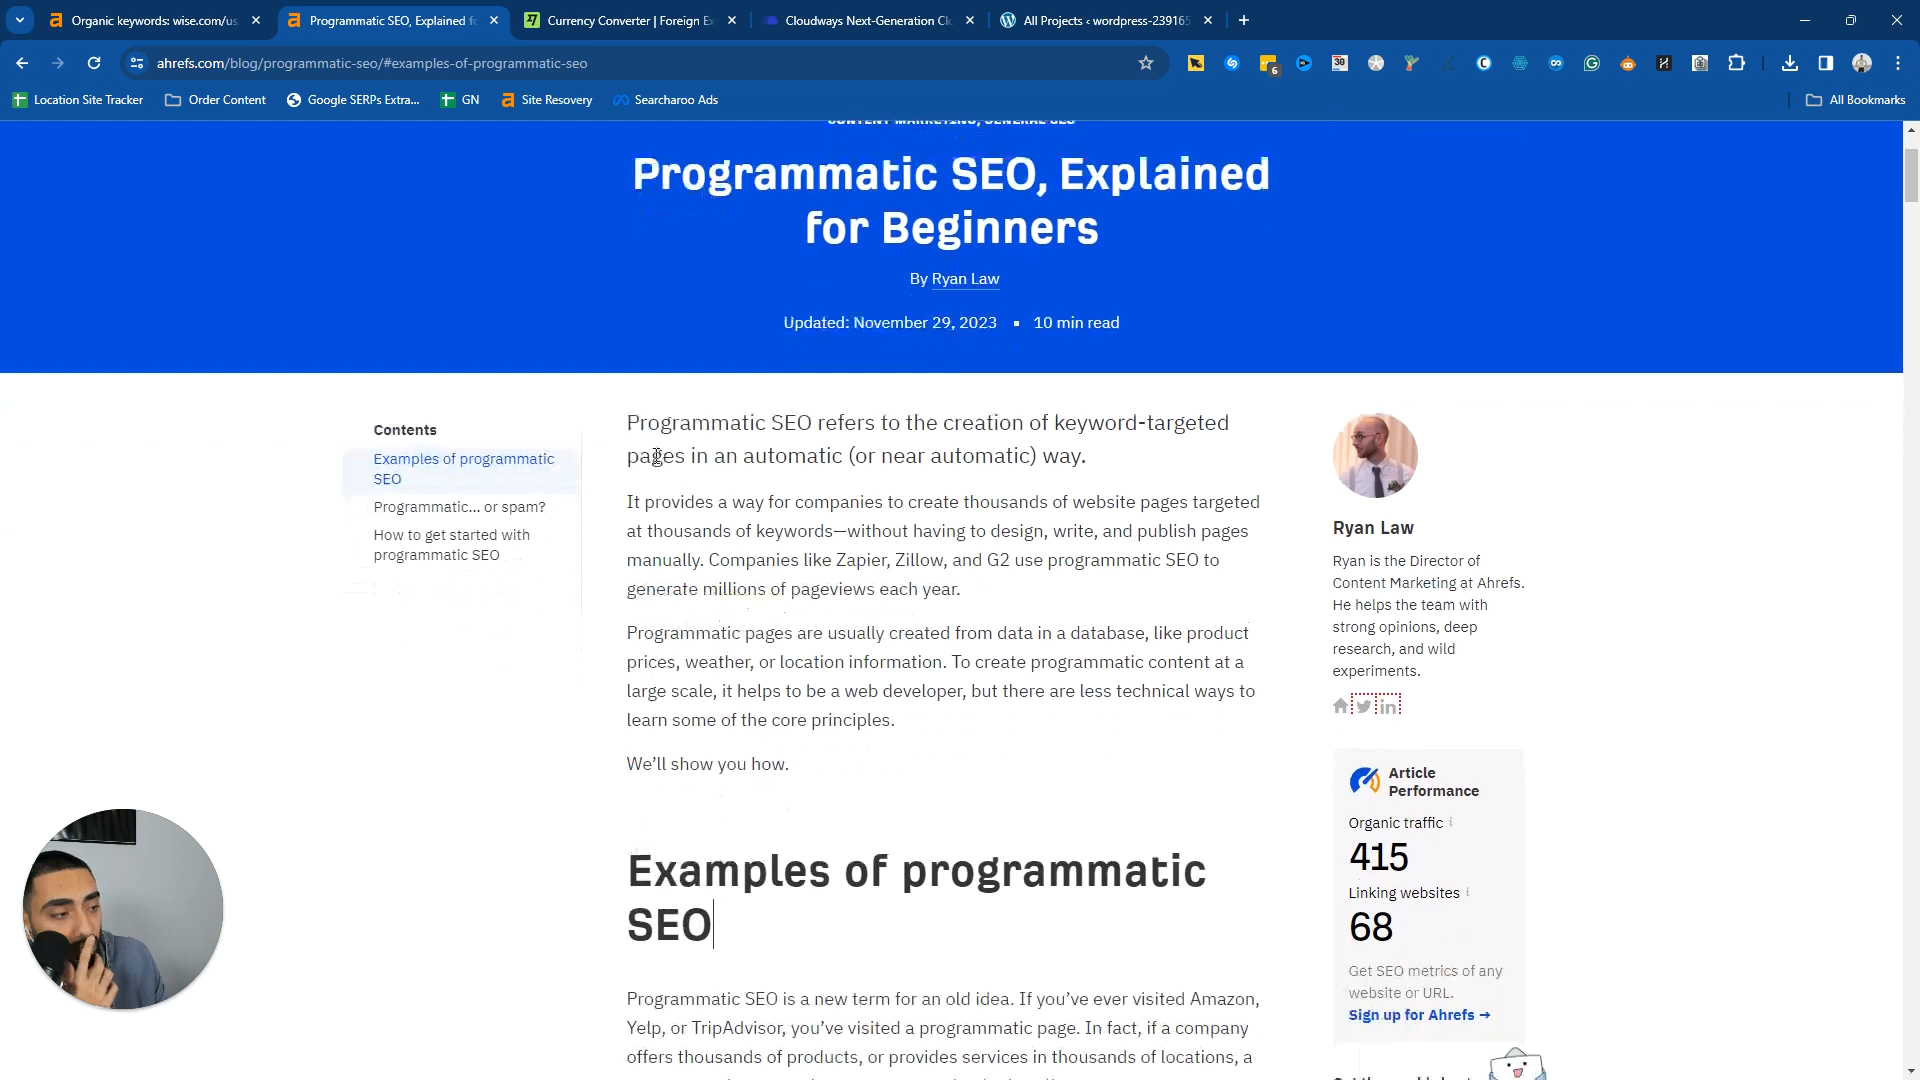 Organic keywords: wise.com/us
Programmatic SEO, Explained fo
Currency Converter | Foreign Ex
Cloudways Next-Generation Clo
All Projects ‹ wordpress-239165
ahrefs.com/blog/programmatic-seo/#examples-of-programmatic-seo
6
30
Location Site Tracker
Order Content
Google SERPs Extra...
GN
Site Recovery
Searcharoo Ads
All Bookmarks
CONTENT MARKETING, GENERAL SEO
Programmatic SEO, Explained
for Beginners
By Ryan Law
Updated: November 29, 2023 ▪ 10 min read
Contents
Examples of programmatic
SEO
Programmatic... or spam?
How to get started with
programmatic SEO
Programmatic SEO refers to the creation of keyword-targeted
pages in an automatic (or near automatic) way.
It provides a way for companies to create thousands of website pages targeted
at thousands of keywords—without having to design, write, and publish pages
manually. Companies like Zapier, Zillow, and G2 use programmatic SEO to
generate millions of pageviews each year.
Programmatic pages are usually created from data in a database, like product
prices, weather, or location information. To create programmatic content at a
large scale, it helps to be a web developer, but there are less technical ways to
learn some of the core principles.
We’ll show you how.
Examples of programmatic
SEO
Programmatic SEO is a new term for an old idea. If you’ve ever visited Amazon,
Yelp, or TripAdvisor, you’ve visited a programmatic page. In fact, if a company
offers thousands of products, or provides services in thousands of locations, a
Ryan Law
Ryan is the Director of
Content Marketing at Ahrefs.
He helps the team with
strong opinions, deep
research, and wild
experiments.
Article
Performance
Organic traffic
415
Linking websites
68
Get SEO metrics of any
website or URL.
Sign up for Ahrefs →